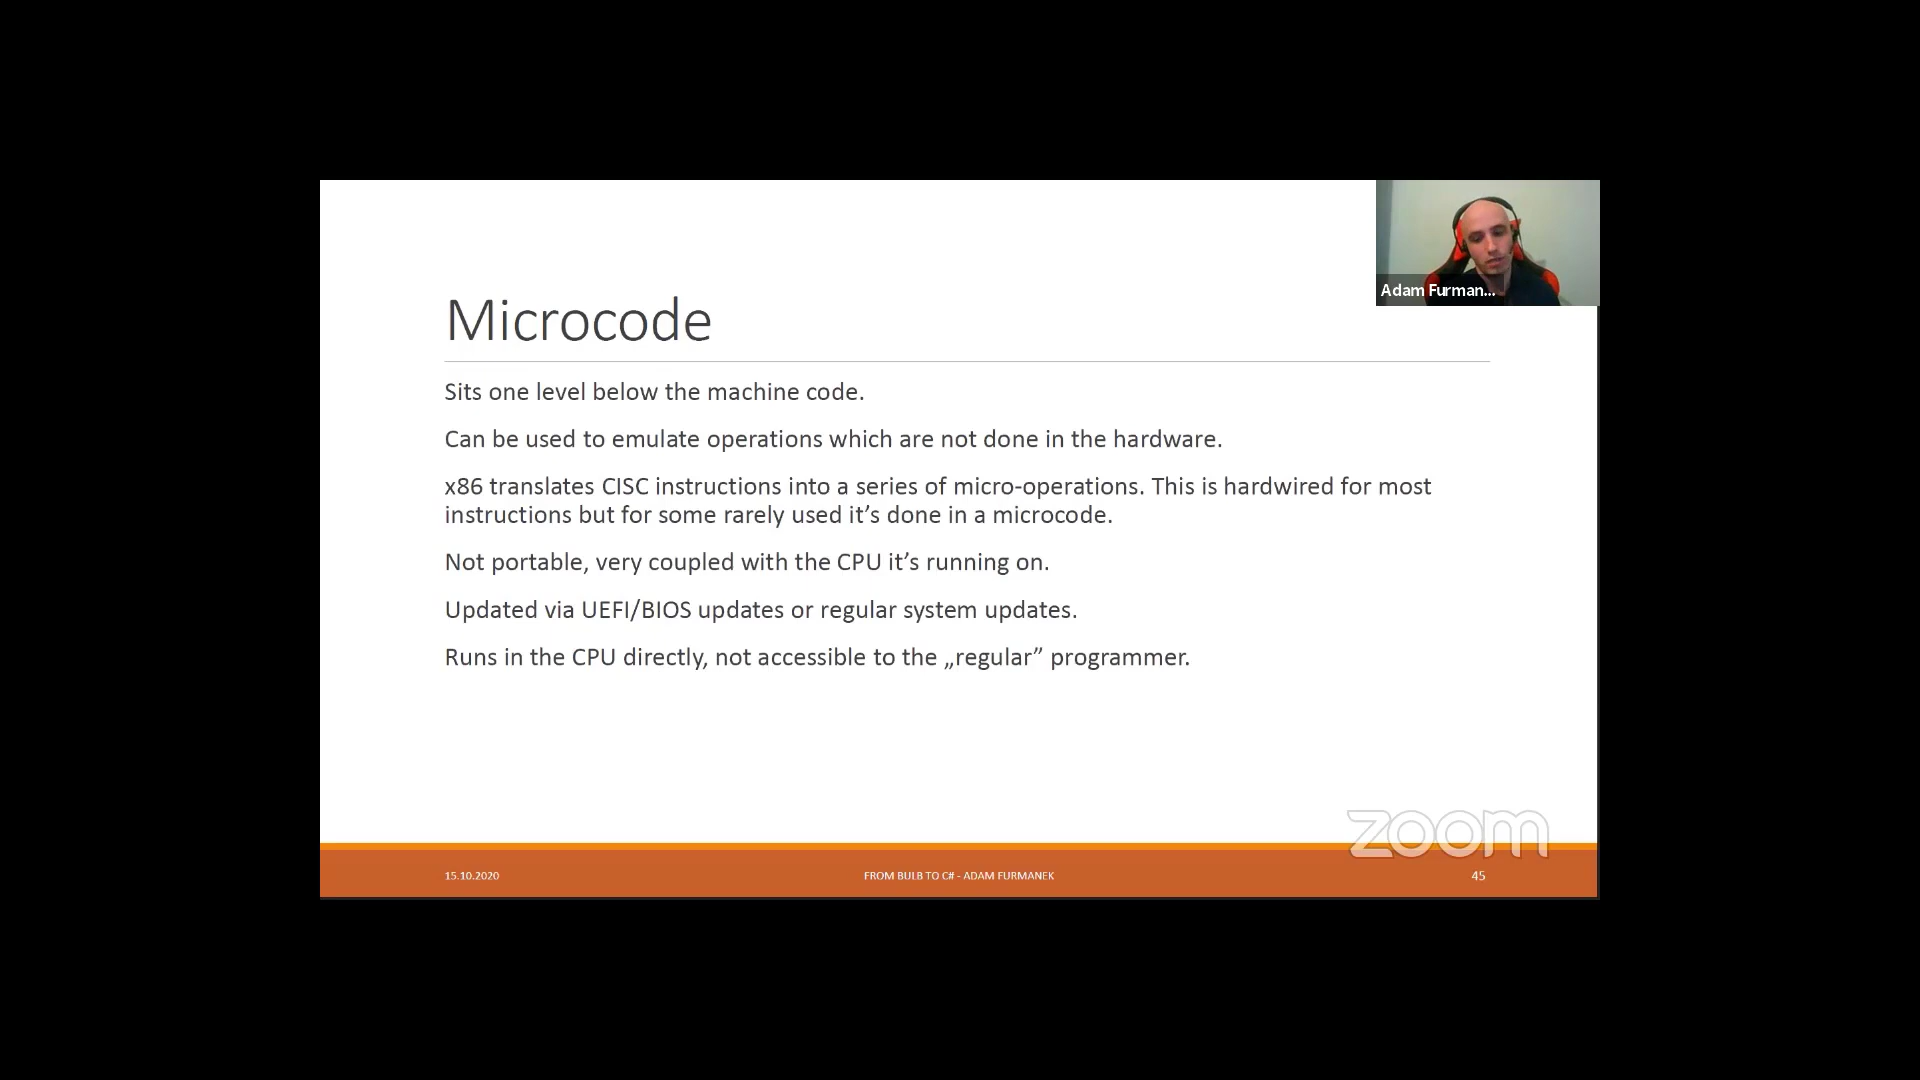 Adam Furman...
Microcode
Sits one level below the machine code.
Can be used to emulate operations which are not done in the hardware.
x86 translates CISC instructions into a series of micro-operations. This is hardwired for most
instructions but for some rarely used it’s done in a microcode.
Not portable, very coupled with the CPU it’s running on.
Updated via UEFI/BIOS updates or regular system updates.
Runs in the CPU directly, not accessible to the „regular” programmer.
zoom
15.10.2020
FROM BULB TO C# - ADAM FURMANEK
45